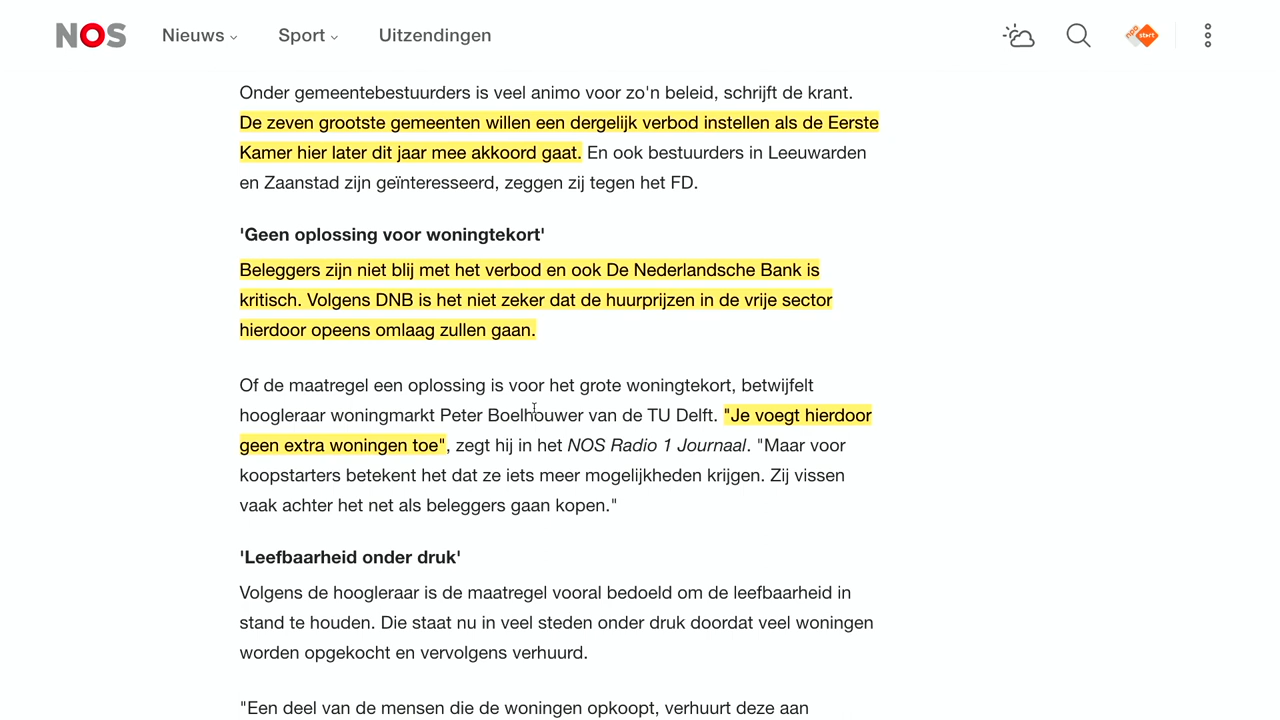 NOS Nieuws Sport Uitzendingen npo start
Onder gemeentebestuurders is veel animo voor zo'n beleid, schrijft de krant.
De zeven grootste gemeenten willen een dergelijk verbod instellen als de Eerste
Kamer hier later dit jaar mee akkoord gaat. En ook bestuurders in Leeuwarden
en Zaanstad zijn geïnteresseerd, zeggen zij tegen het FD.
'Geen oplossing voor woningtekort'
Beleggers zijn niet blij met het verbod en ook De Nederlandsche Bank is
kritisch. Volgens DNB is het niet zeker dat de huurprijzen in de vrije sector
hierdoor opeens omlaag zullen gaan.
Of de maatregel een oplossing is voor het grote woningtekort, betwijfelt
hoogleraar woningmarkt Peter Boelhouwer van de TU Delft. "Je voegt hierdoor
geen extra woningen toe", zegt hij in het NOS Radio 1 Journaal. "Maar voor
koopstarters betekent het dat ze iets meer mogelijkheden krijgen. Zij vissen
vaak achter het net als beleggers gaan kopen."
'Leefbaarheid onder druk'
Volgens de hoogleraar is de maatregel vooral bedoeld om de leefbaarheid in
stand te houden. Die staat nu in veel steden onder druk doordat veel woningen
worden opgekocht en vervolgens verhuurd.
"Een deel van de mensen die de woningen opkoopt, verhuurt deze aan